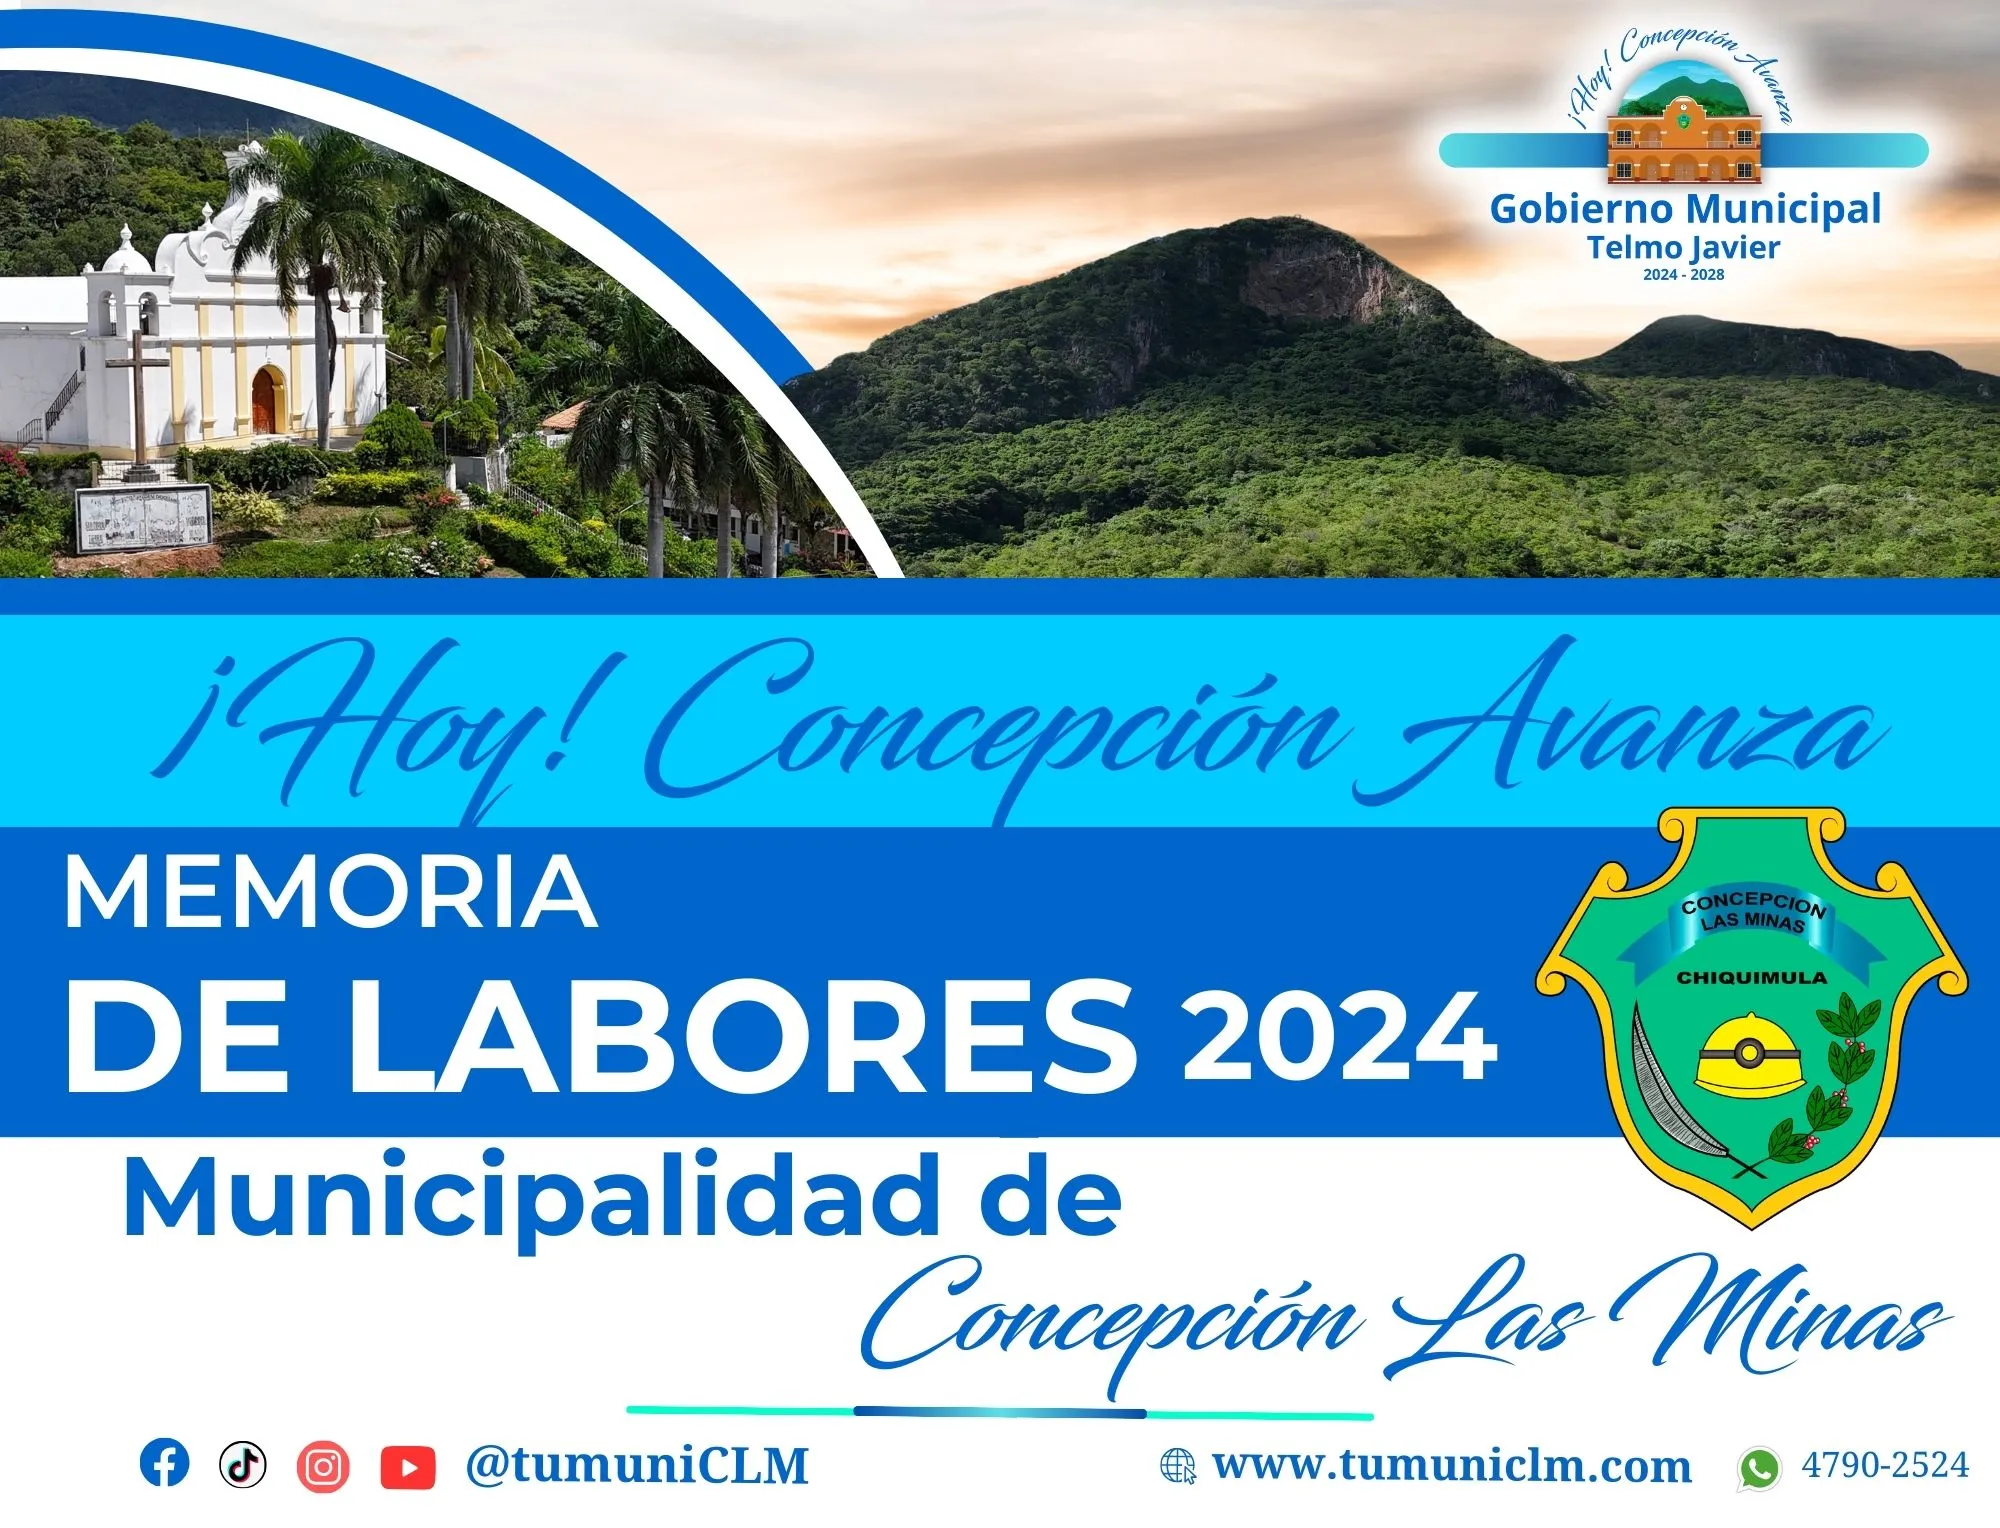 ¡Hoy! Concepción Avanza
Gobierno Municipal
Telmo Javier
2024 - 2028
¡Hoy! Concepción Avanza
MEMORIA
DE LABORES 2024
CONCEPCION
LAS MINAS
CHIQUIMULA
Municipalidad de
Concepción Las Minas
@tumuniCLM
www.tumuniclm.com
4790-2524